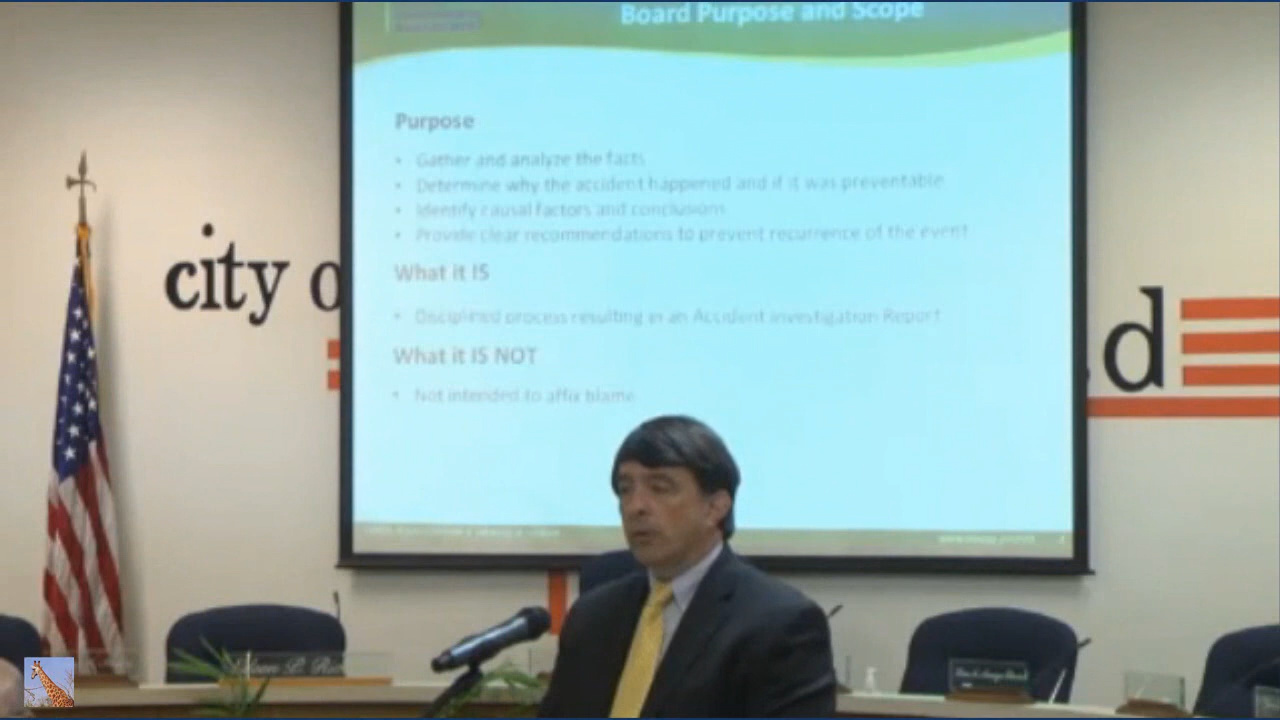 Board Purpose and Scope
Purpose
• Gather and analyze the facts
• Determine why the accident happened and if it was preventable
• Identify causal factors and conclusions
• Provide clear recommendations to prevent recurrence of the event
What it IS
• Disciplined process resulting in an Accident Investigation Report
What it IS NOT
• Not intended to affix blame
city o
d